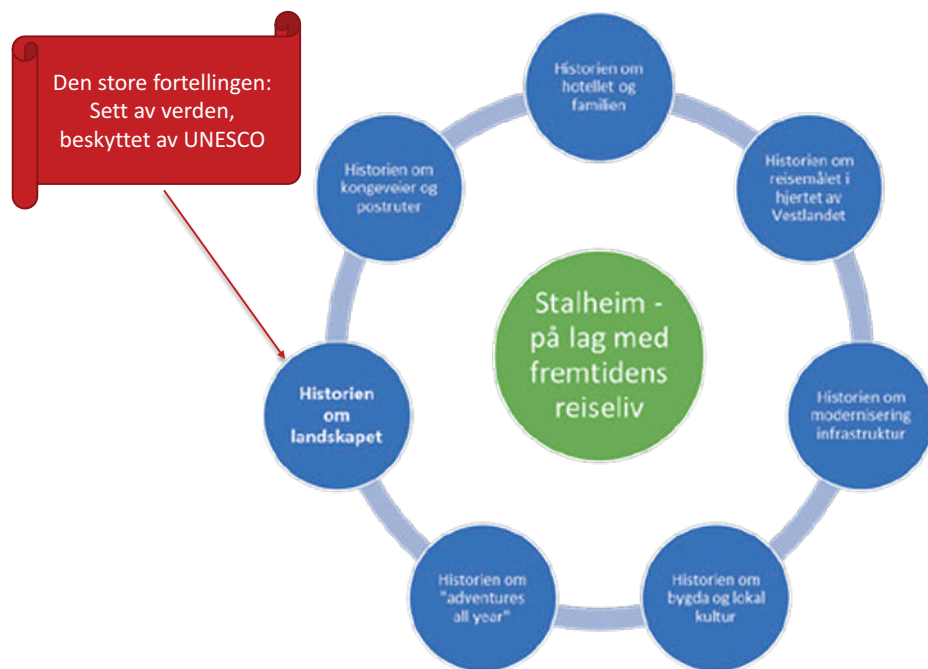 Den store fortellingen:
Sett av verden,
beskyttet av UNESCO
Historien om
hotellet og
familien
Historien om
reisemålet i
hjertet av
Vestlandet
Historien om
modernisering
infrastruktur
Historien om
bygda og lokal
kultur
Historien om
"adventures
all year"
Historien
om
landskapet
Historien om
kongeveier og
postruter
Stalheim -
på lag med
fremtidens
reiseliv